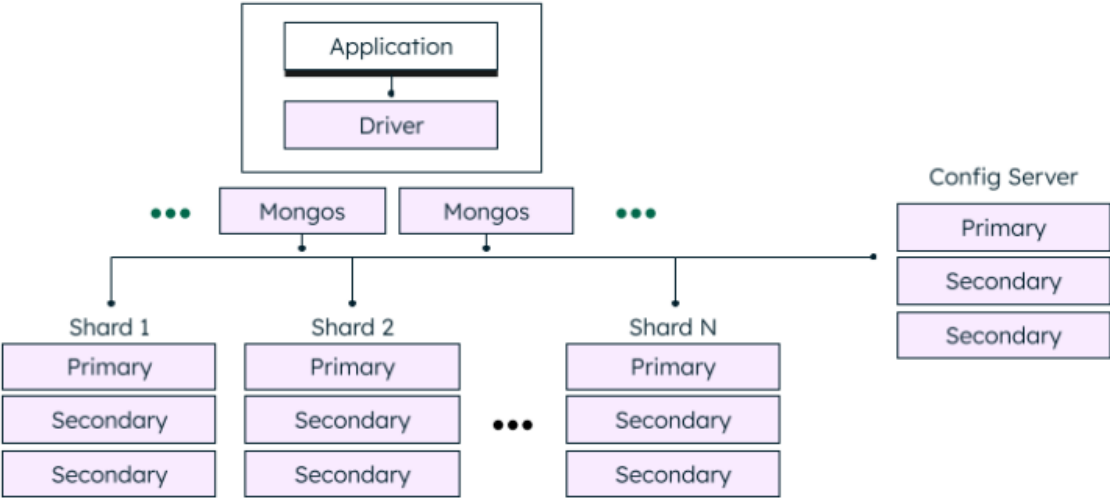 Application
Driver
Mongos
Mongos
Config Server
Primary
Secondary
Secondary
Shard 1
Primary
Secondary
Secondary
Shard 2
Primary
Secondary
Secondary
Shard N
Primary
Secondary
Secondary